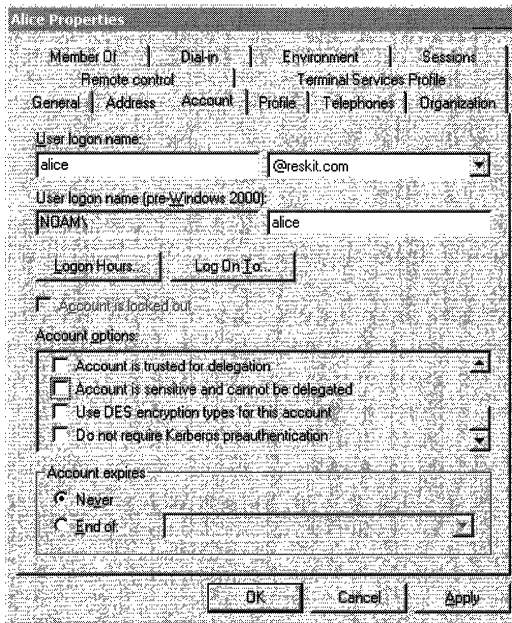 Alice Properties
Member Of Dial-in Environment Sessions
Remote control Terminal Services Profile
General Address Account Profile Telephones Organization
User logon name:
alice @reskit.com
User logon name (pre-Windows 2000):
NOAM\ alice
Logon Hours... Log On To...
Account is locked out
Account options:
Account is trusted for delegation
Account is sensitive and cannot be delegated
Use DES encryption types for this account
Do not require Kerberos preauthentication
Account expires
Never
End of:
OK Cancel Apply